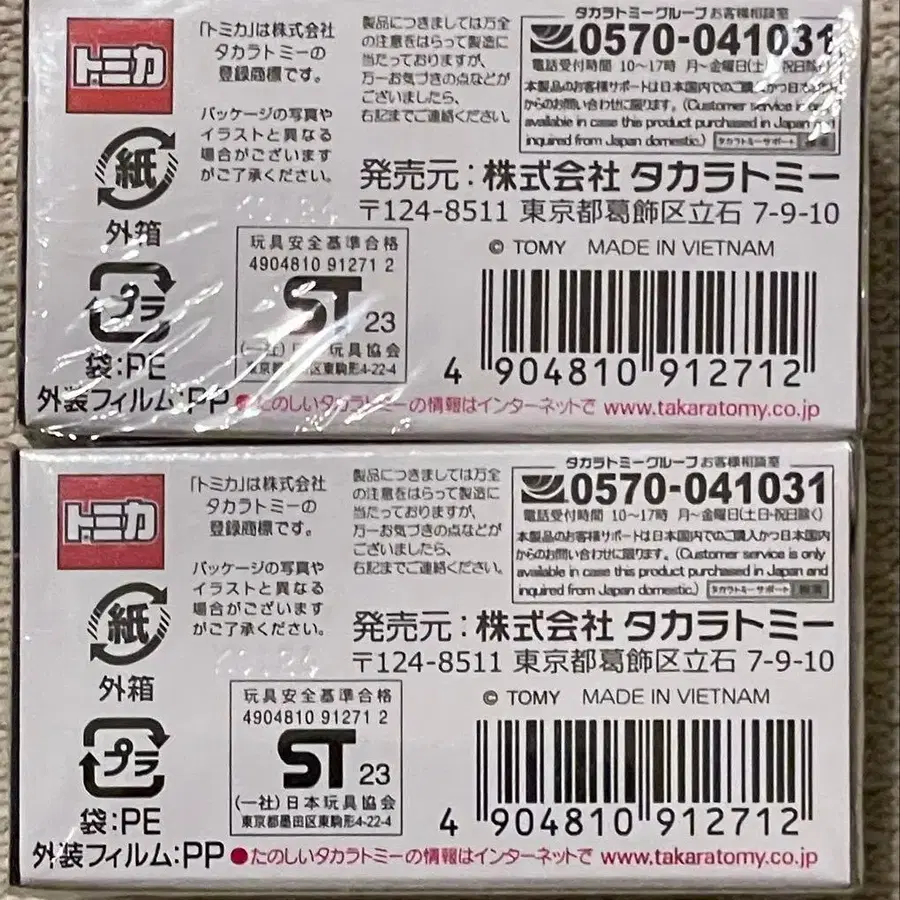 トミカ
「トミカ」は株式会社
タカラトミーの
登録商標です。
パッケージの写真や
イラストと異なる
場合がございます
がご了承ください。
製品につきましては万全
の注意をはらって製造に
当たっておりますが、
万一お気づきの点などが
ございましたら、
右記までご連絡ください。
タカラトミーグループお客様相談室
0570-041031
電話受付時間 10〜17時 月〜金曜日(土 祝日除く)
本製品のお客様サポートは日本国内でのご購入かつ日
からのお問い合わせに限ります。(Customer service is only
available in case this product purchased in Japan and
inquired from Japan domestic.) タカラトミーサポート
発売元:株式会社 タカラトミー
〒124-8511 東京都葛飾区立石 7-9-10
© TOMY MADE IN VIETNAM
紙
外箱
プラ
袋:PE
外装フィルム:PP
玩具安全基準合格
4904810 91271 2
ST 23
(一社)日 玩具協会
東京都墨田区東駒形4-22-4
4 904810 912712
●たのしいタカラトミーの情報はインターネットで www.takaratomy.co.jp
トミカ
「トミカ」は株式会社
タカラトミーの
登録商標です。
パッケージの写真や
イラストと異なる
場合がございます
がご了承ください。
製品につきましては万全
の注意をはらって製造に
当たっておりますが、
万一お気づきの点などが
ございましたら、
右記までご連絡ください。
タカラトミーグループお客様相談室
0570-041031
電話受付時間 10〜17時 月〜金曜日(土日・祝日除く)
本製品のお客様サポートは日本国内でのご購入かつ日本国内
からのお問い合わせに限ります。(Customer service is only
available in case this product purchased in Japan and
inquired from Japan domestic.) タカラトミーサポート 検索
発売元:株式会社 タカラトミー
〒124-8511 東京都葛飾区立石 7-9-10
© TOMY MADE IN VIETNAM
紙
外箱
プラ
袋:PE
外装フィルム:PP
玩具安全基準合格
4904810 91271 2
ST 23
(一社)日本玩具協会
東京都墨田区東駒形4-22-4
4 904810 912712
●たのしいタカラトミーの情報はインターネットで www.takaratomy.co.jp